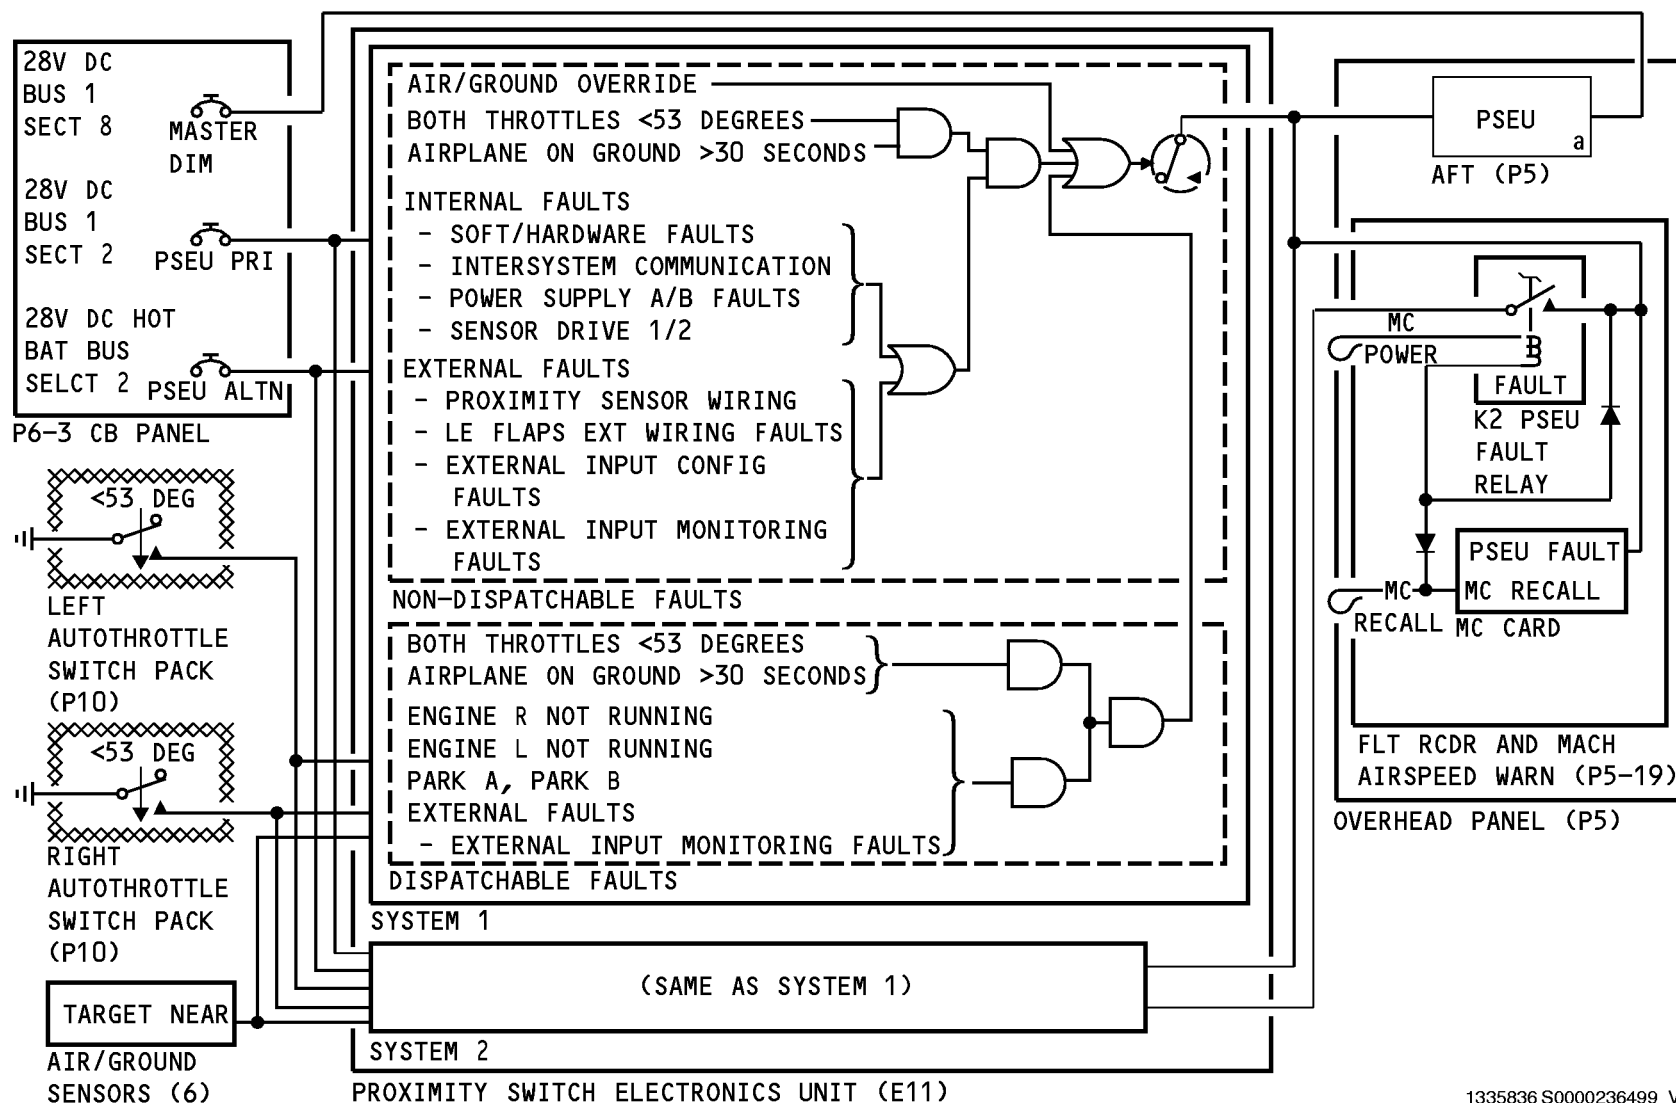 28V DC
BUS 1
SECT 8
MASTER
DIM
28V DC
BUS 1
SECT 2
PSEU PRI
28V DC HOT
BAT BUS
SELCT 2
PSEU ALTN
P6-3 CB PANEL
<53 DEG
LEFT
AUTOTHROTTLE
SWITCH PACK
(P10)
<53 DEG
RIGHT
AUTOTHROTTLE
SWITCH PACK
(P10)
TARGET NEAR
AIR/GROUND
SENSORS (6)
AIR/GROUND OVERRIDE
BOTH THROTTLES <53 DEGREES
AIRPLANE ON GROUND >30 SECONDS
INTERNAL FAULTS
- SOFT/HARDWARE FAULTS
- INTERSYSTEM COMMUNICATION
- POWER SUPPLY A/B FAULTS
- SENSOR DRIVE 1/2
EXTERNAL FAULTS
- PROXIMITY SENSOR WIRING
- LE FLAPS EXT WIRING FAULTS
- EXTERNAL INPUT CONFIG
FAULTS
- EXTERNAL INPUT MONITORING
FAULTS
NON-DISPATCHABLE FAULTS
BOTH THROTTLES <53 DEGREES
AIRPLANE ON GROUND >30 SECONDS
ENGINE R NOT RUNNING
ENGINE L NOT RUNNING
PARK A, PARK B
EXTERNAL FAULTS
- EXTERNAL INPUT MONITORING FAULTS
DISPATCHABLE FAULTS
SYSTEM 1
(SAME AS SYSTEM 1)
SYSTEM 2
PROXIMITY SWITCH ELECTRONICS UNIT (E11)
PSEU
a
AFT (P5)
MC
POWER
FAULT
K2 PSEU
FAULT
RELAY
PSEU FAULT
MC
MC RECALL
RECALL
MC CARD
FLT RCDR AND MACH
AIRSPEED WARN (P5-19)
OVERHEAD PANEL (P5)
1335836 S0000236499 V